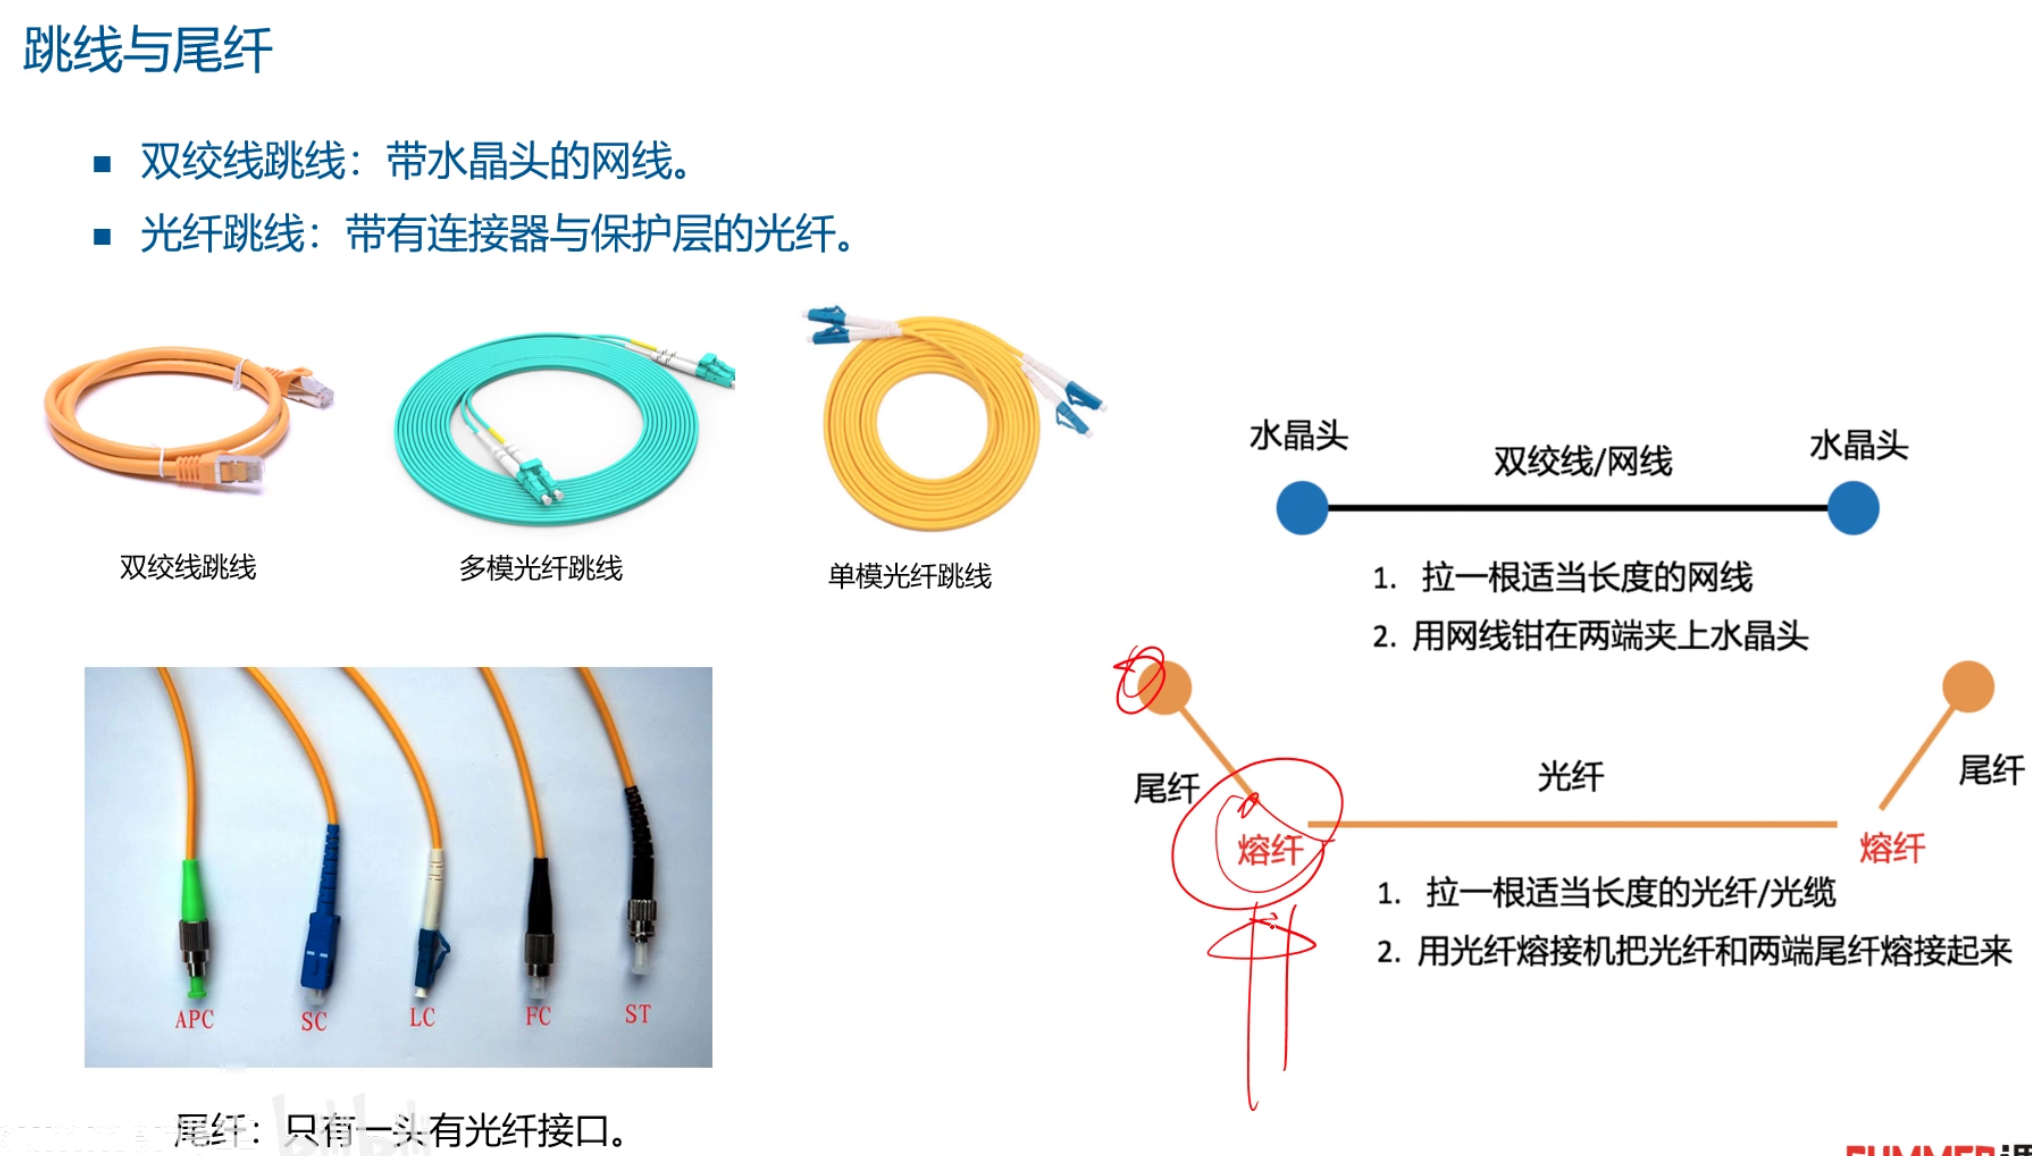 跳线与尾纤
■ 双绞线跳线：带水晶头的网线。
■ 光纤跳线：带有连接器与保护层的光纤。
双绞线跳线
多模光纤跳线
单模光纤跳线
水晶头
双绞线/网线
水晶头
1. 拉一根适当长度的网线
2. 用网线钳在两端夹上水晶头
尾纤
光纤
尾纤
熔纤
熔纤
1. 拉一根适当长度的光纤/光缆
2. 用光纤熔接机把光纤和两端尾纤熔接起来
APC
SC
LC
FC
ST
尾纤：只有一头有光纤接口。